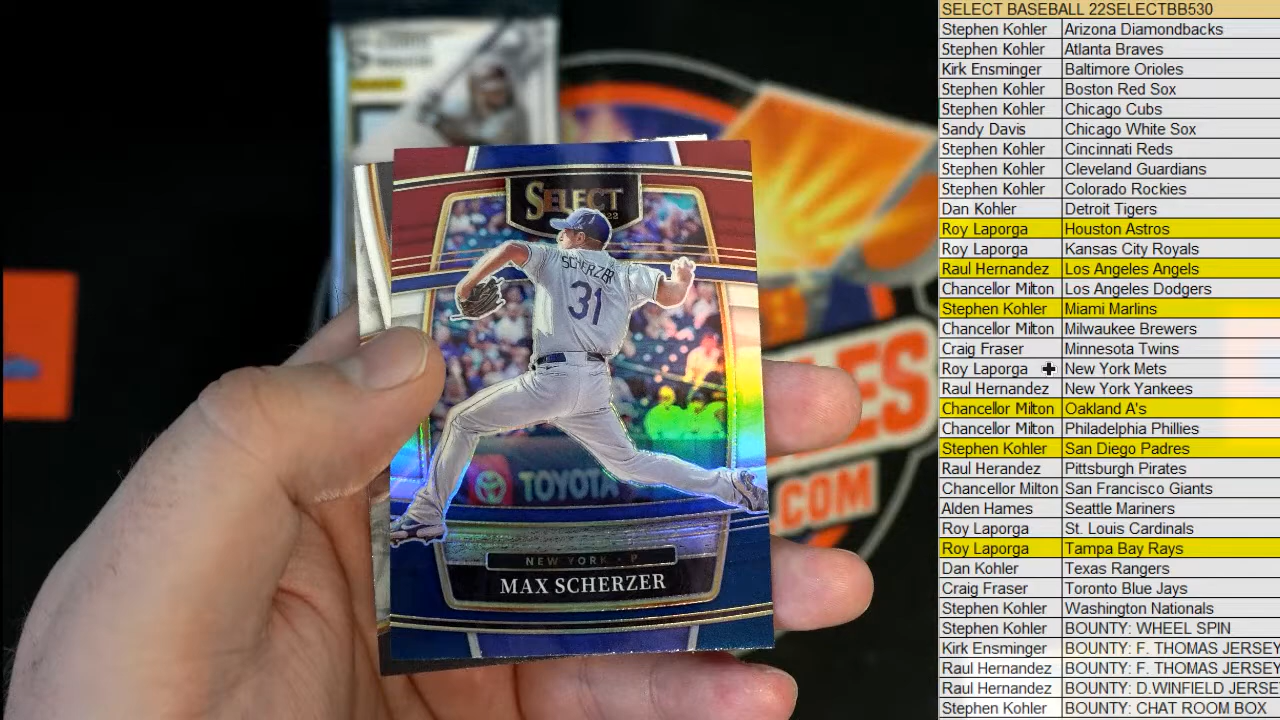 SELECT BASEBALL 22SELECTBB530
Stephen Kohler Arizona Diamondbacks
Stephen Kohler Atlanta Braves
Kirk Ensminger Baltimore Orioles
Stephen Kohler Boston Red Sox
Stephen Kohler Chicago Cubs
Sandy Davis Chicago White Sox
Stephen Kohler Cincinnati Reds
Stephen Kohler Cleveland Guardians
Stephen Kohler Colorado Rockies
Dan Kohler Detroit Tigers
Roy Laporga Houston Astros
Roy Laporga Kansas City Royals
Raul Hernandez Los Angeles Angels
Chancellor Milton Los Angeles Dodgers
Stephen Kohler Miami Marlins
Chancellor Milton Milwaukee Brewers
Craig Fraser Minnesota Twins
Roy Laporga New York Mets
Raul Hernandez New York Yankees
Chancellor Milton Oakland A's
Chancellor Milton Philadelphia Phillies
Stephen Kohler San Diego Padres
Raul Herandez Pittsburgh Pirates
Chancellor Milton San Francisco Giants
Alden Hames Seattle Mariners
Roy Laporga St. Louis Cardinals
Roy Laporga Tampa Bay Rays
Dan Kohler Texas Rangers
Craig Fraser Toronto Blue Jays
Stephen Kohler Washington Nationals
Stephen Kohler BOUNTY: WHEEL SPIN
Kirk Ensminger BOUNTY: F. THOMAS JERSEY
Raul Hernandez BOUNTY: F. THOMAS JERSEY
Raul Hernandez BOUNTY: D.WINFIELD JERSE
Stephen Kohler BOUNTY: CHAT ROOM BOX
SELECT
SCHERZER
31
TOYOTA
NEW YORK - P
MAX SCHERZER
.COM